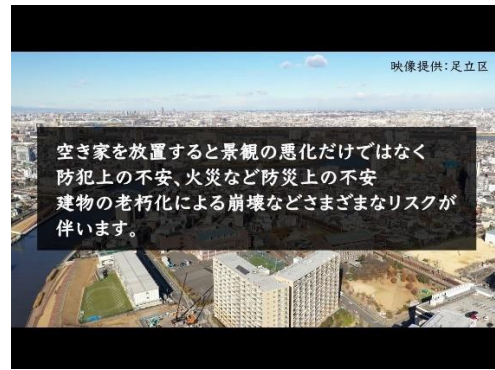 映像提供:足立区
空き家を放置すると景観の悪化だけではなく
防犯上の不安、火災など防災上の不安
建物の老朽化による崩壊などさまざまなリスクが
伴います。